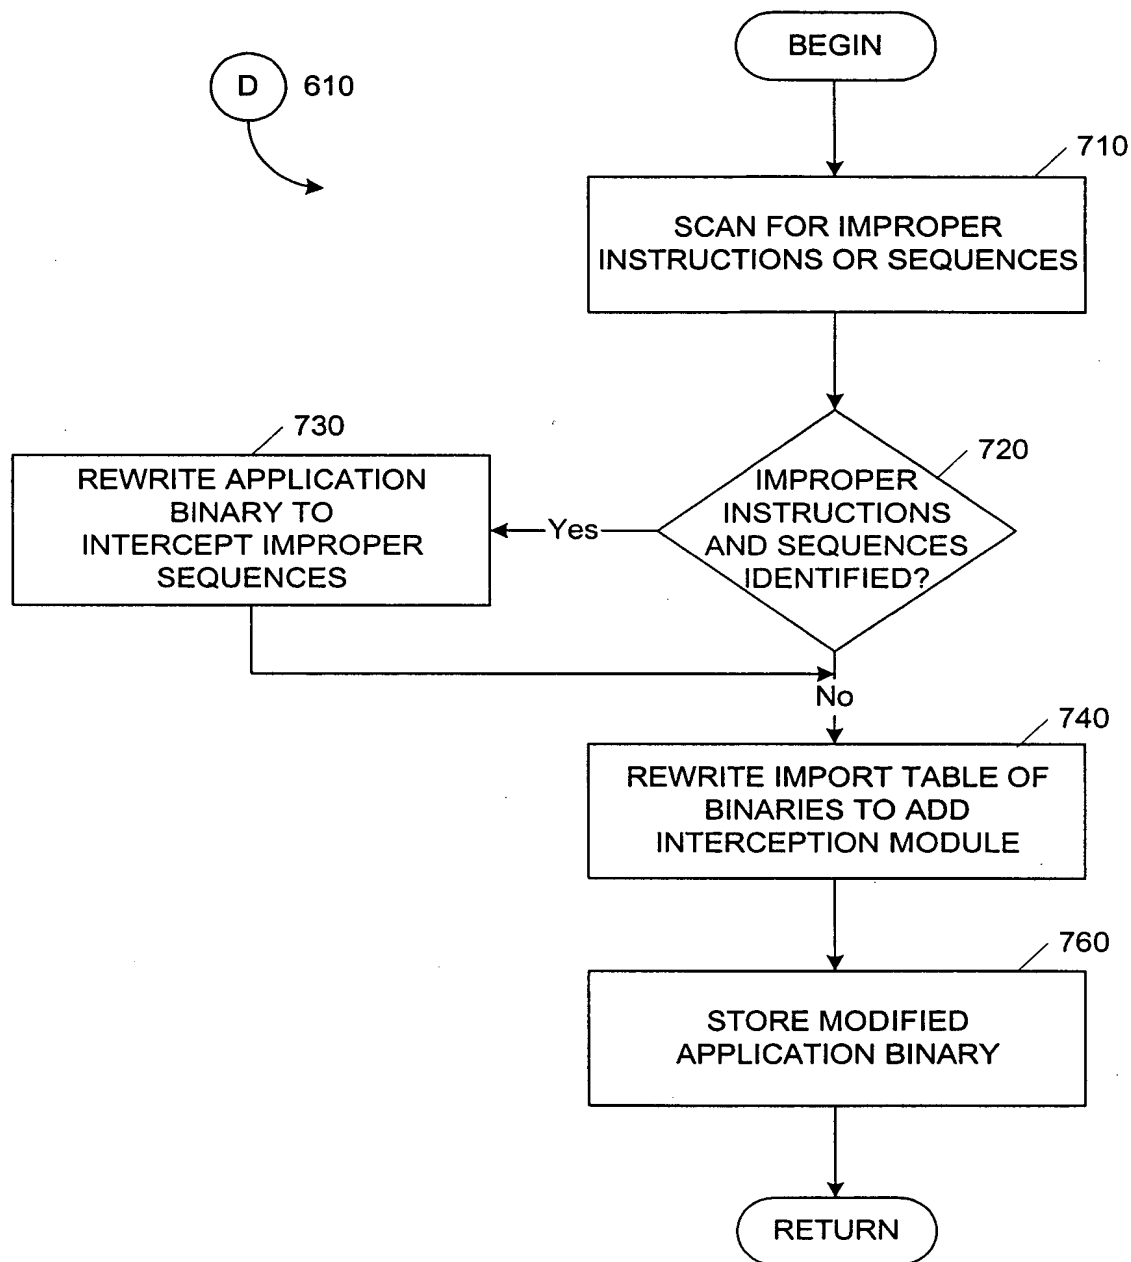 BEGIN
D 610
710
SCAN FOR IMPROPER
INSTRUCTIONS OR SEQUENCES
720
IMPROPER
INSTRUCTIONS
AND SEQUENCES
IDENTIFIED?
Yes
730
REWRITE APPLICATION
BINARY TO
INTERCEPT IMPROPER
SEQUENCES
No
740
REWRITE IMPORT TABLE OF
BINARIES TO ADD
INTERCEPTION MODULE
760
STORE MODIFIED
APPLICATION BINARY
RETURN